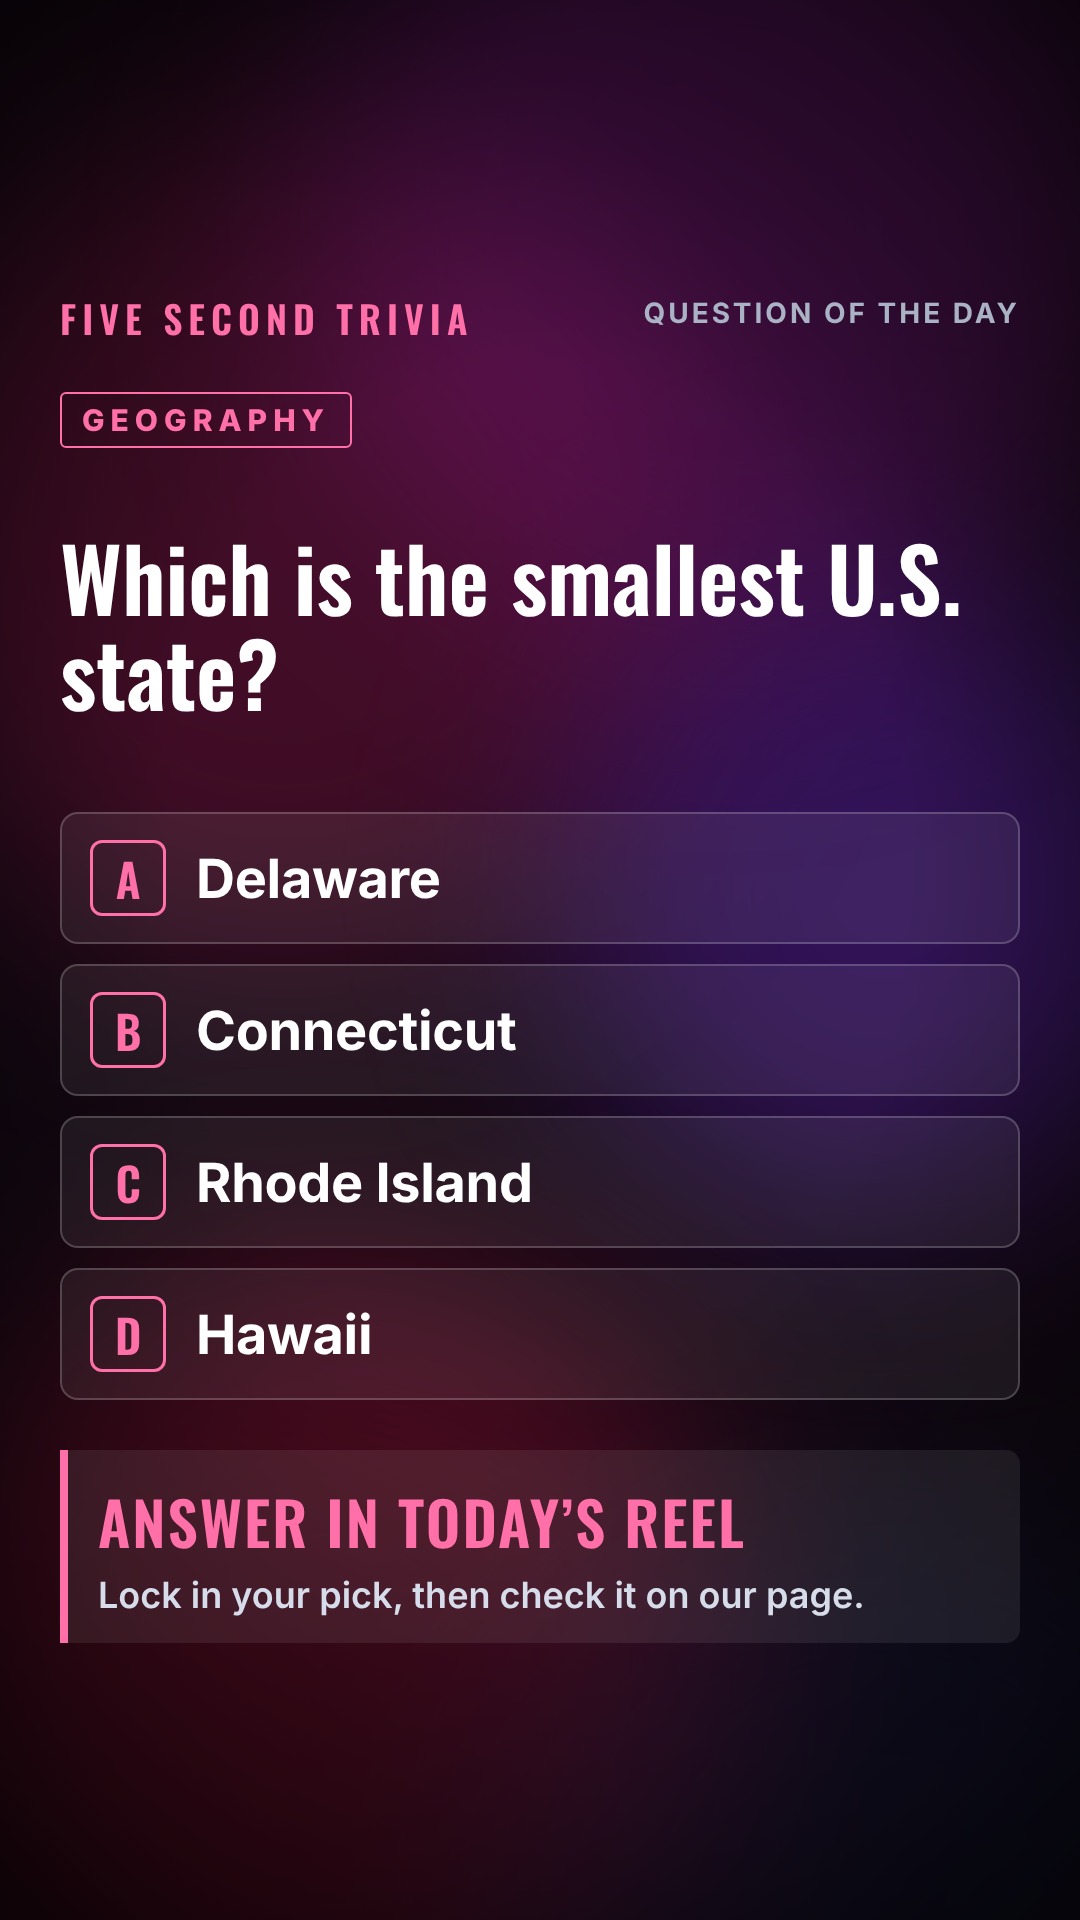 FIVE SECOND TRIVIA
QUESTION OF THE DAY
GEOGRAPHY
Which is the smallest U.S.
state?
A Delaware
B Connecticut
C Rhode Island
D Hawaii
ANSWER IN TODAY’S REEL
Lock in your pick, then check it on our page.